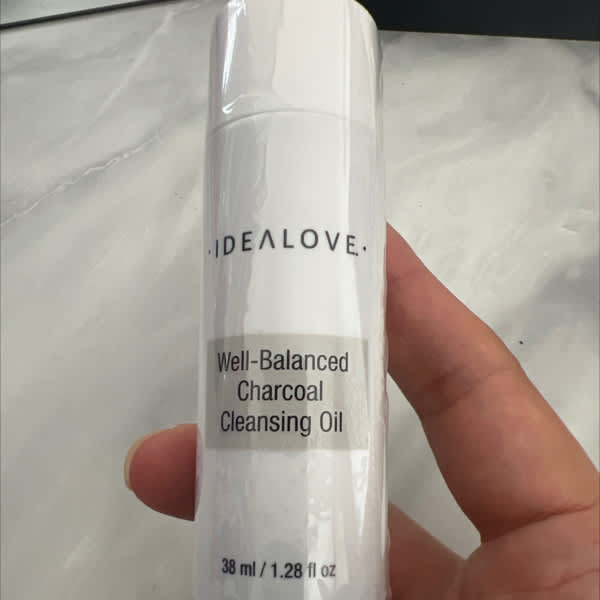 ·IDEALOVE·
Well-Balanced
Charcoal
Cleansing Oil
38 ml / 1.28 fl oz